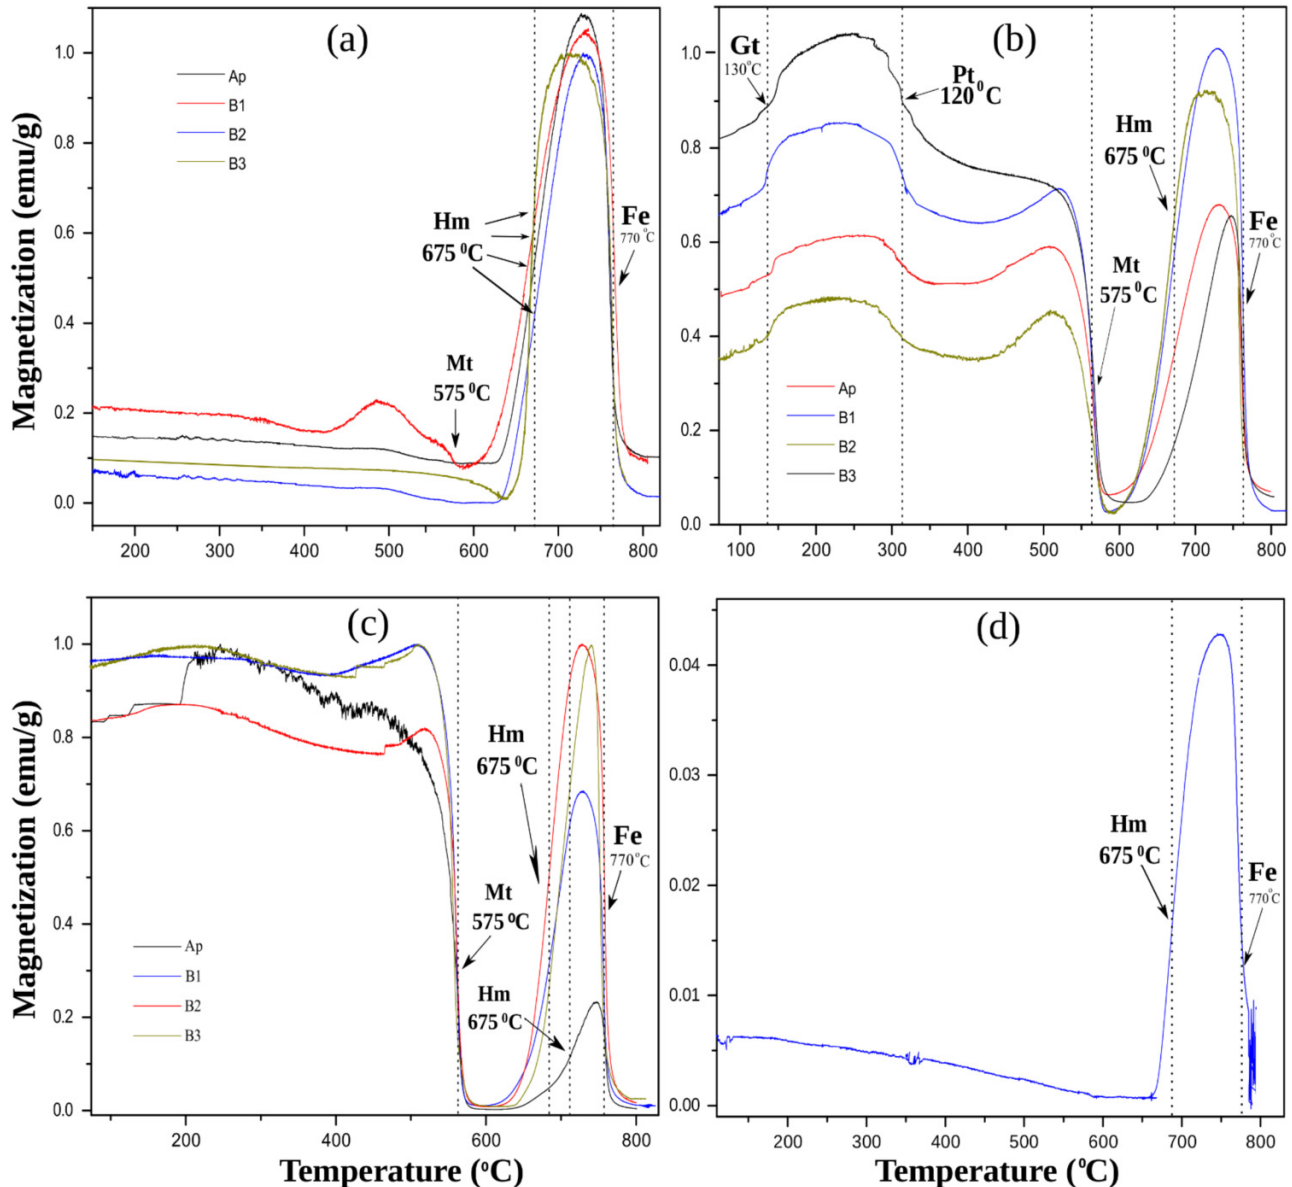 (a)
Ap
B1
B2
B3
Hm
675 ⁰C
Mt
575 ⁰C
Fe
770 °C
Magnetization (emu/g)
1.0
0.8
0.6
0.4
0.2
0.0
200 300 400 500 600 700 800
(b)
Gt
130°C
Pt
120 ⁰C
Hm
675 ⁰C
Fe
770°C
Mt
575 ⁰C
Ap
B1
B2
B3
1.0
0.8
0.6
0.4
0.2
0.0
100 200 300 400 500 600 700 800
(c)
Hm
675 ⁰C
Fe
770°C
Mt
575 ⁰C
Hm
675 ⁰C
Ap
B1
B2
B3
Magnetization (emu/g)
1.0
0.8
0.6
0.4
0.2
0.0
200 400 600 800
Temperature (⁰C)
(d)
Hm
675 ⁰C
Fe
770°C
0.04
0.03
0.02
0.01
0.00
200 300 400 500 600 700 800
Temperature (⁰C)